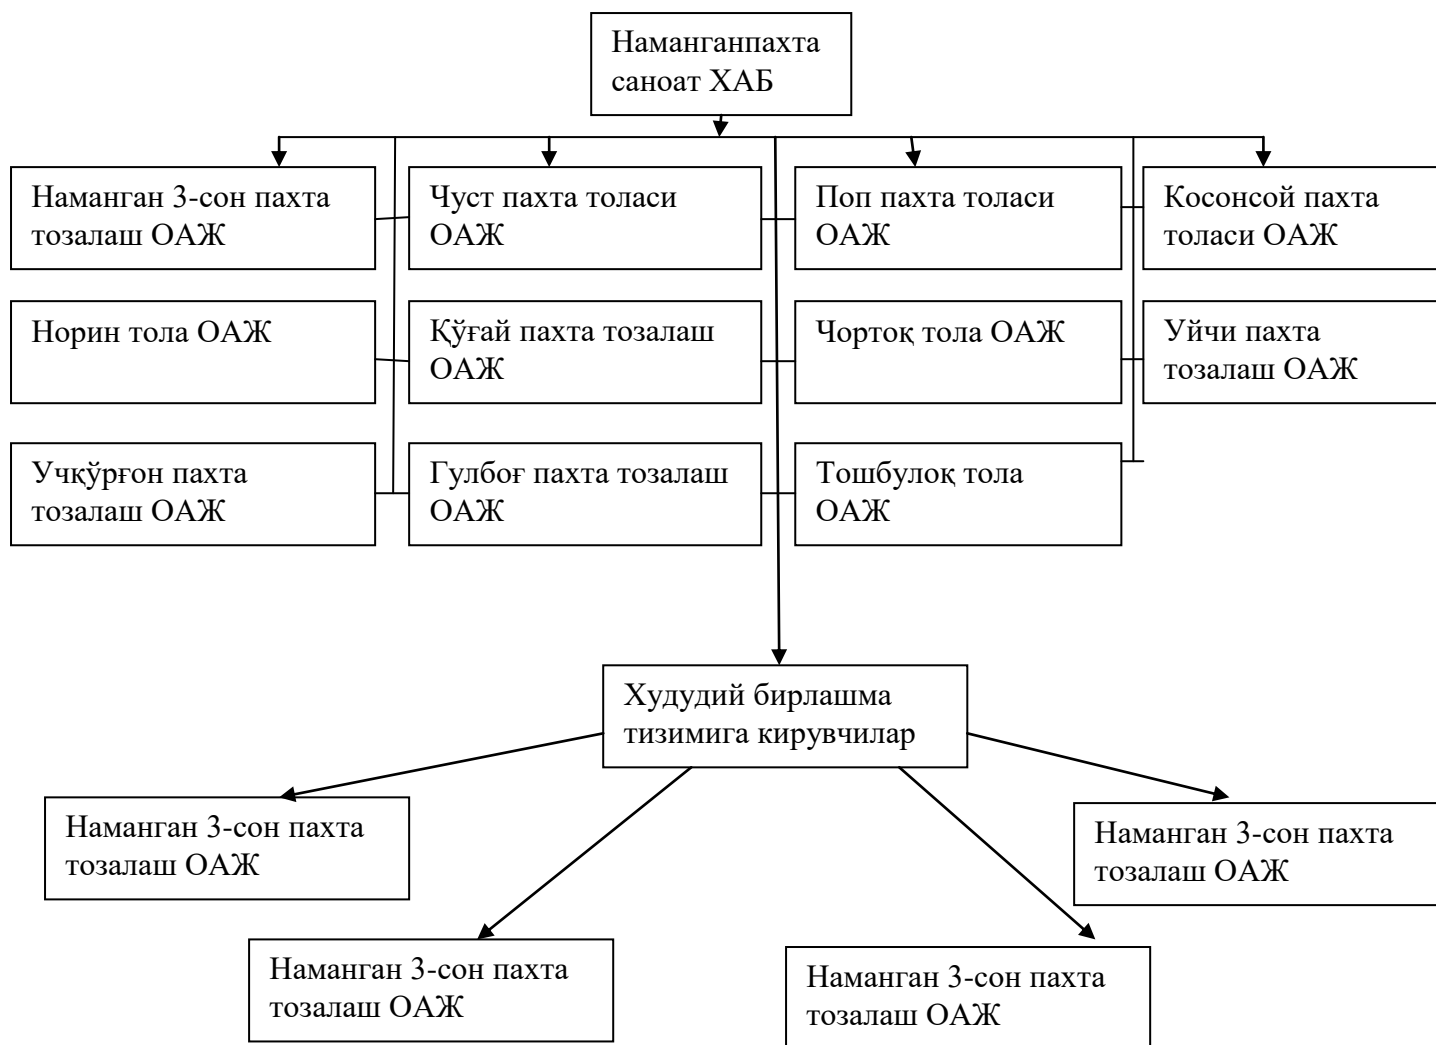 Наманганпахта
саноат ХАБ
Наманган 3-сон пахта
тозалаш ОАЖ
Чуст пахта толаси
ОАЖ
Поп пахта толаси
ОАЖ
Косонсой пахта
толаси ОАЖ
Норин тола ОАЖ
Қўғай пахта тозалаш
ОАЖ
Чортоқ тола ОАЖ
Уйчи пахта
тозалаш ОАЖ
Учқўрғон пахта
тозалаш ОАЖ
Гулбоғ пахта тозалаш
ОАЖ
Тошбулоқ тола
ОАЖ
Худудий бирлашма
тизимига кирувчилар
Наманган 3-сон пахта
тозалаш ОАЖ
Наманган 3-сон пахта
тозалаш ОАЖ
Наманган 3-сон пахта
тозалаш ОАЖ
Наманган 3-сон пахта
тозалаш ОАЖ